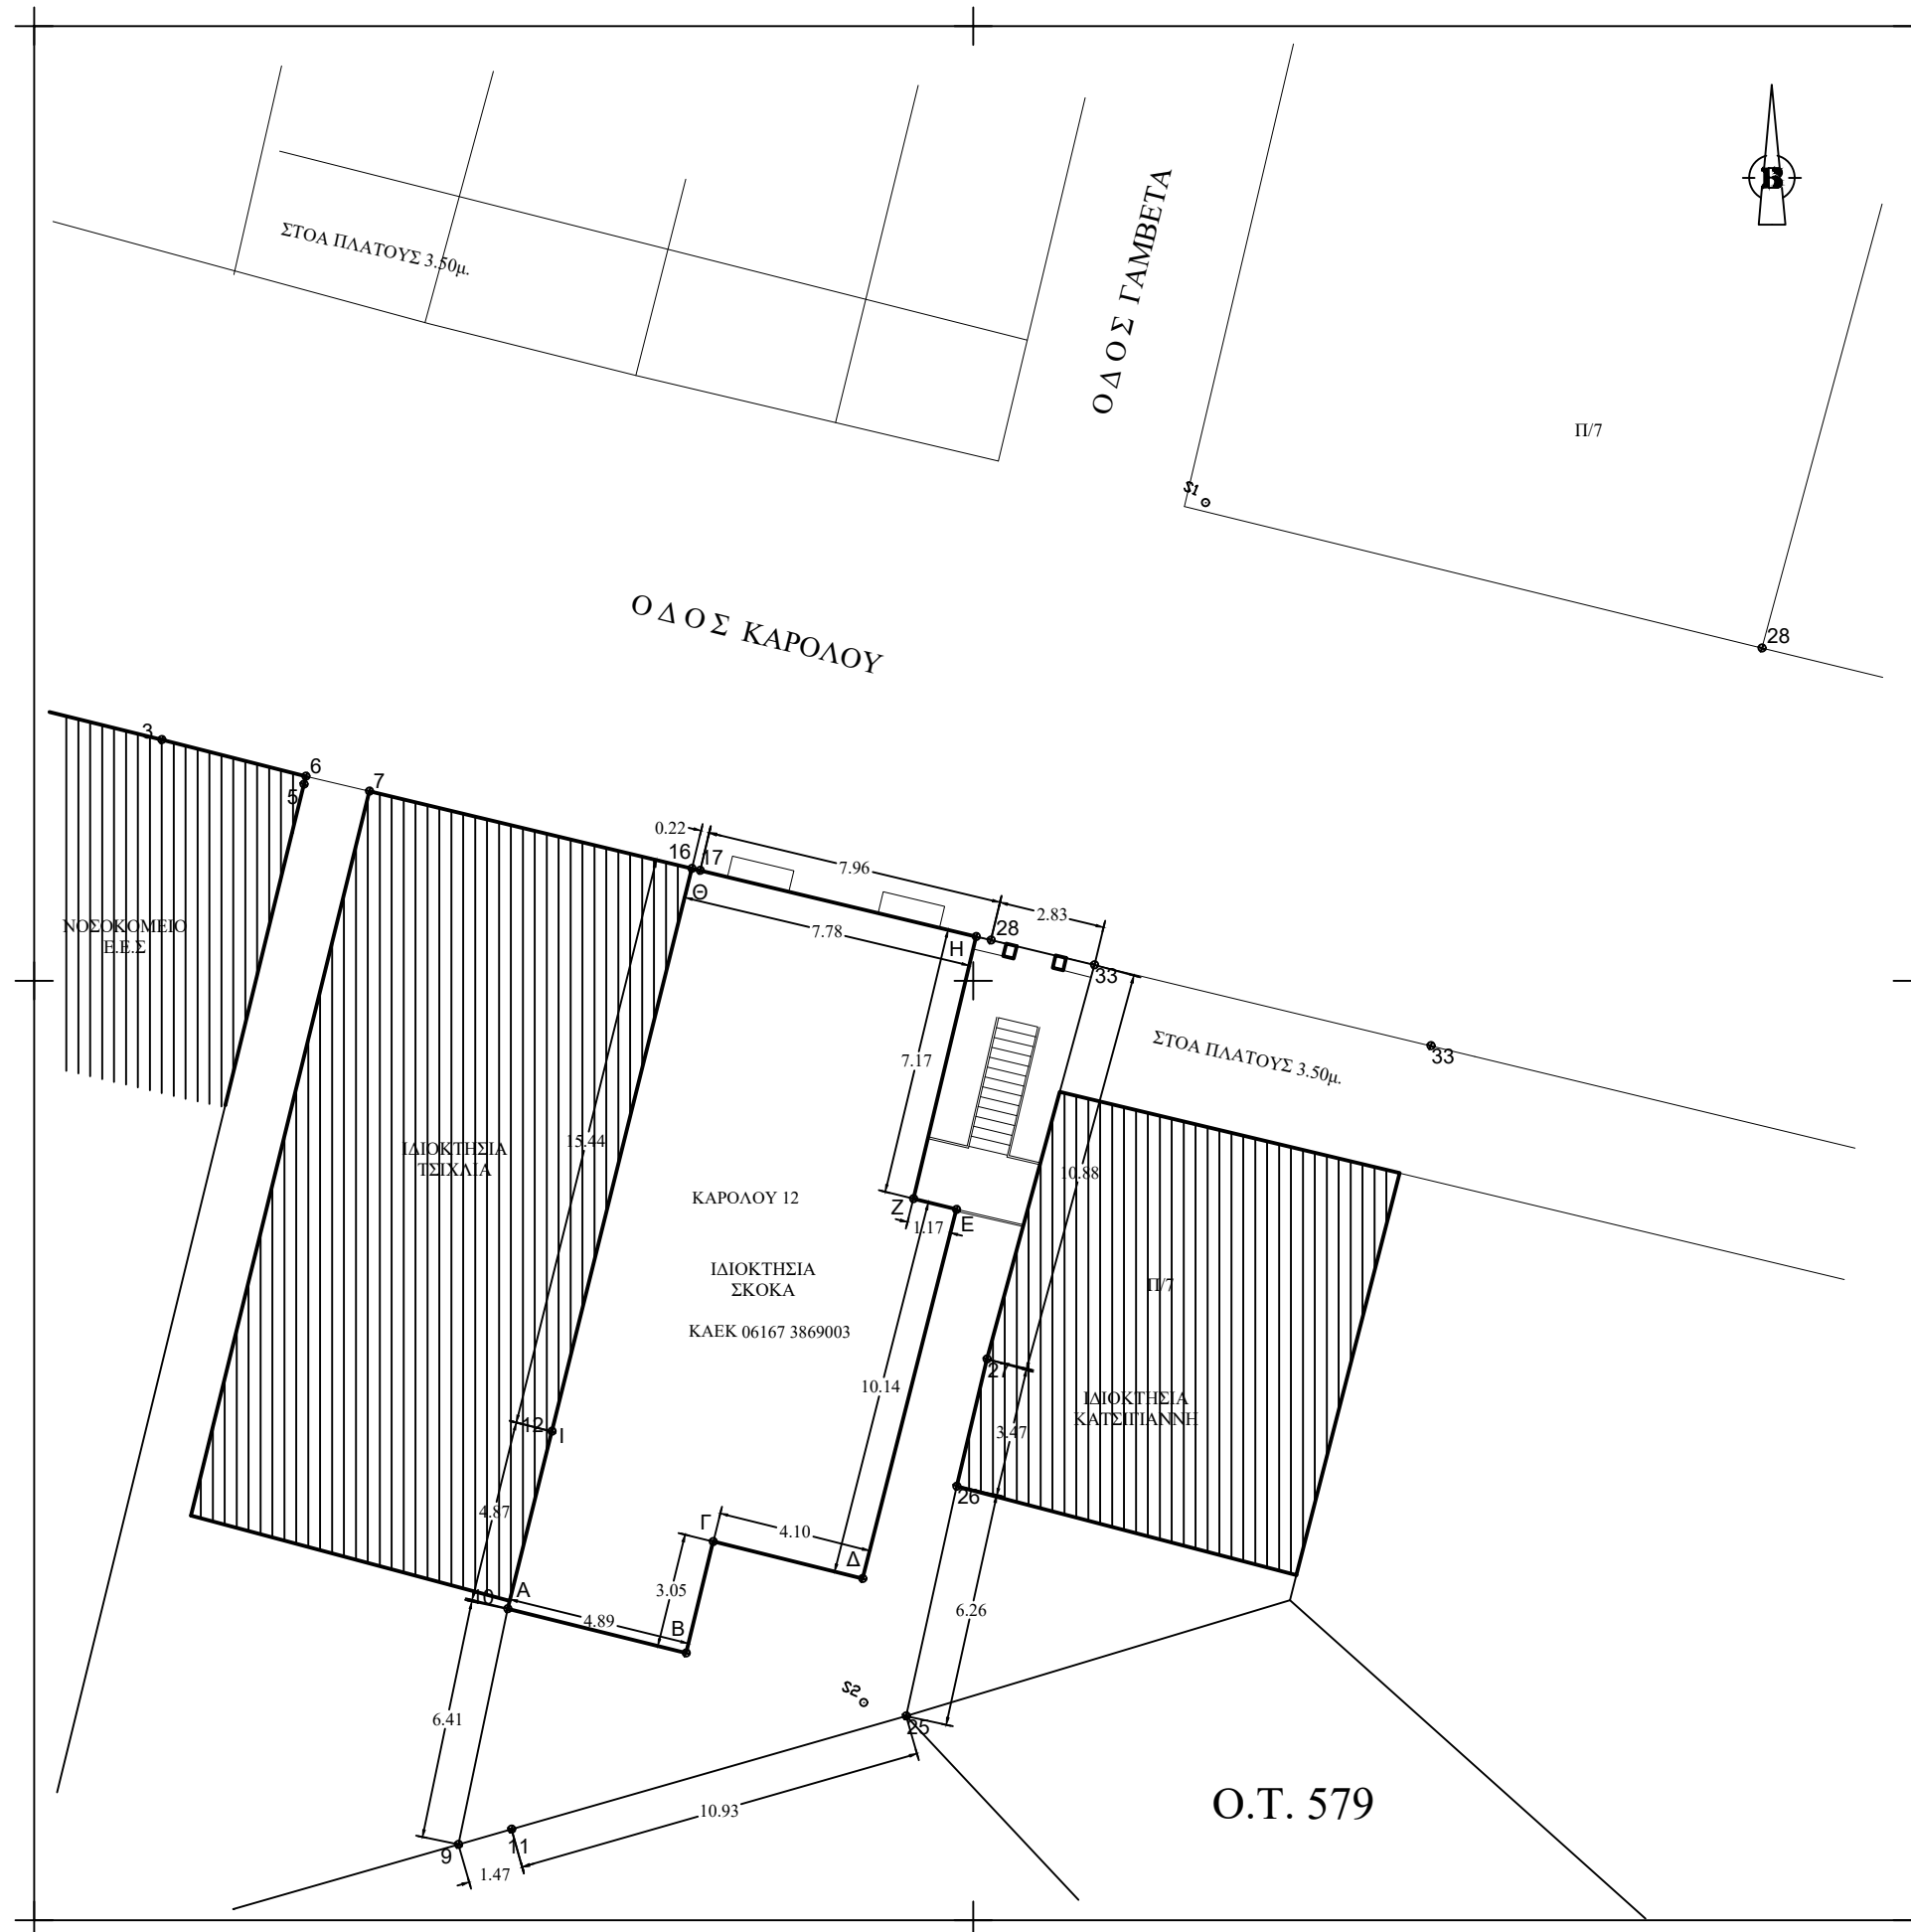 ΣΤΟΑ ΠΛΑΤΟΥΣ 3.50μ.
ΟΔΟΣ ΓΑΜΒΕΤΑ
Β
Π/7
S1
28
ΟΔΟΣ ΚΑΡΟΛΟΥ
3
6
5
7
0.22
16
17
Θ
7.96
2.83
7.78
Η
28
33
ΝΟΣΟΚΟΜΕΙΟ
Ε.Ε.Σ
ΣΤΟΑ ΠΛΑΤΟΥΣ 3.50μ.
33
7.17
15.44
ΙΔΙΟΚΤΗΣΙΑ
ΤΣΙΧΛΙΑ
10.88
ΚΑΡΟΛΟΥ 12
Ζ
1.17
Ε
ΙΔΙΟΚΤΗΣΙΑ
ΣΚΟΚΑ
Π/7
ΚΑΕΚ 06167 3869003
27
10.14
ΙΔΙΟΚΤΗΣΙΑ
ΚΑΤΣΙΓΙΑΝΝΗ
12
Ι
3.47
26
4.87
Γ
4.10
Δ
3.05
10
Α
4.89
Β
6.26
S2
6.41
25
Ο.Τ. 579
10.93
11
9
1.47